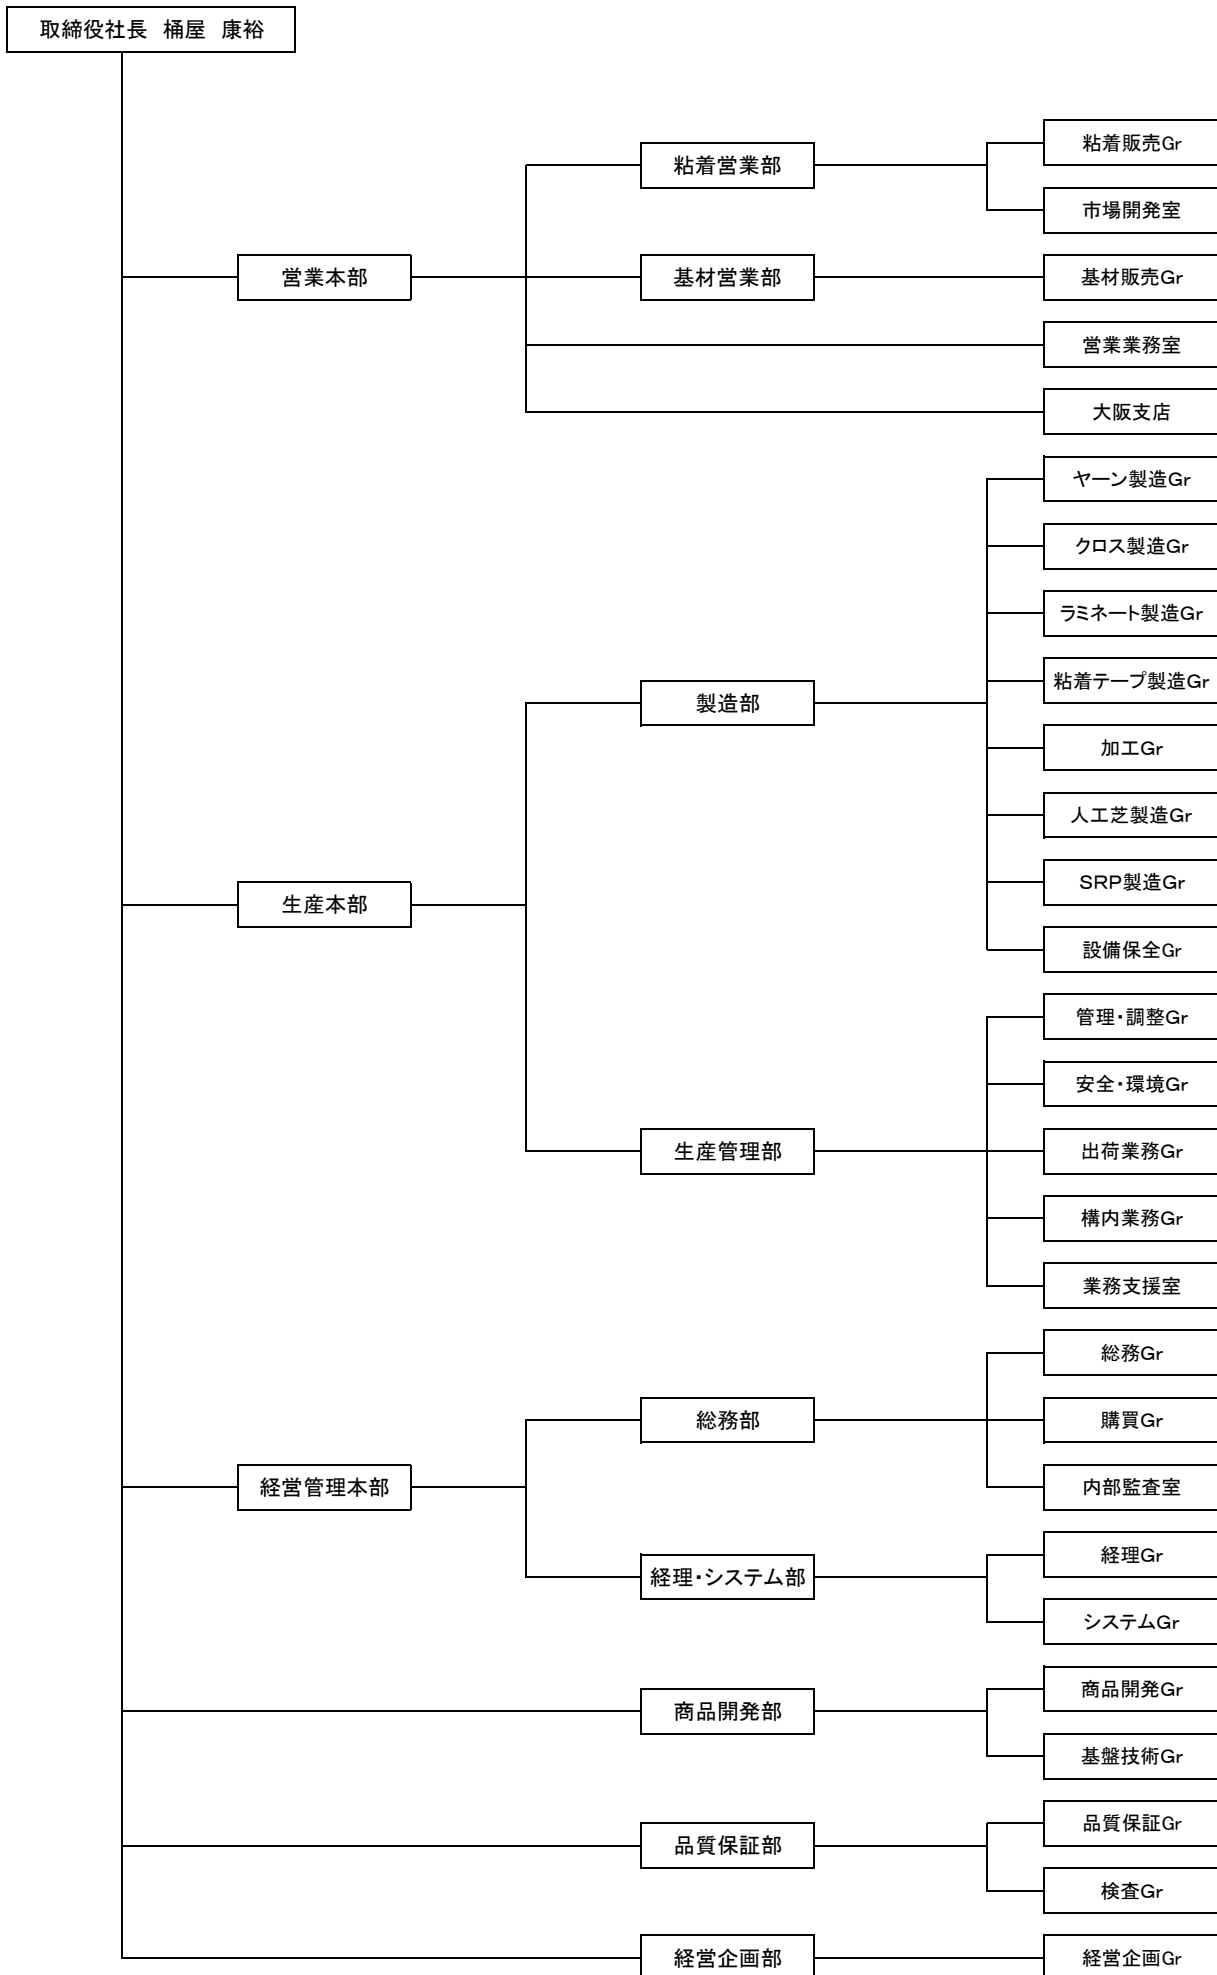 取締役社長　桶屋　康裕
粘着販売Gr
粘着営業部
市場開発室
営業本部
基材営業部
基材販売Gr
営業業務室
大阪支店
ヤーン製造Gr
クロス製造Gr
ラミネート製造Gr
粘着テープ製造Gr
製造部
加工Gr
人工芝製造Gr
SRP製造Gr
生産本部
設備保全Gr
管理・調整Gr
安全・環境Gr
生産管理部
出荷業務Gr
構内業務Gr
業務支援室
総務Gr
総務部
購買Gr
経営管理本部
内部監査室
経理Gr
経理・システム部
システムGr
商品開発Gr
商品開発部
基盤技術Gr
品質保証Gr
品質保証部
検査Gr
経営企画部
経営企画Gr